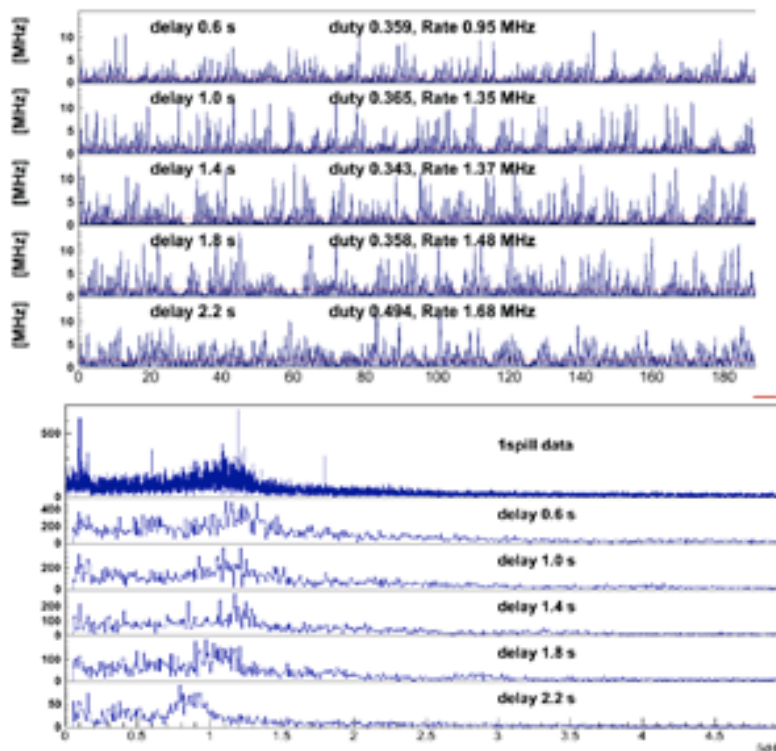 [MHz] 10 5 0 delay 0.6 s duty 0.359, Rate 0.95 MHz
[MHz] 10 5 0 delay 1.0 s duty 0.365, Rate 1.35 MHz
[MHz] 10 5 0 delay 1.4 s duty 0.343, Rate 1.37 MHz
[MHz] 10 5 0 delay 1.8 s duty 0.358, Rate 1.48 MHz
[MHz] 10 5 0 delay 2.2 s duty 0.494, Rate 1.68 MHz
0 20 40 60 80 100 120 140 160 180
500 0 1spill data
400 200 0 delay 0.6 s
200 0 delay 1.0 s
200 100 0 delay 1.4 s
100 0 delay 1.8 s
50 0 delay 2.2 s
0 0.5 1 1.5 2 2.5 3 3.5 4 4.5